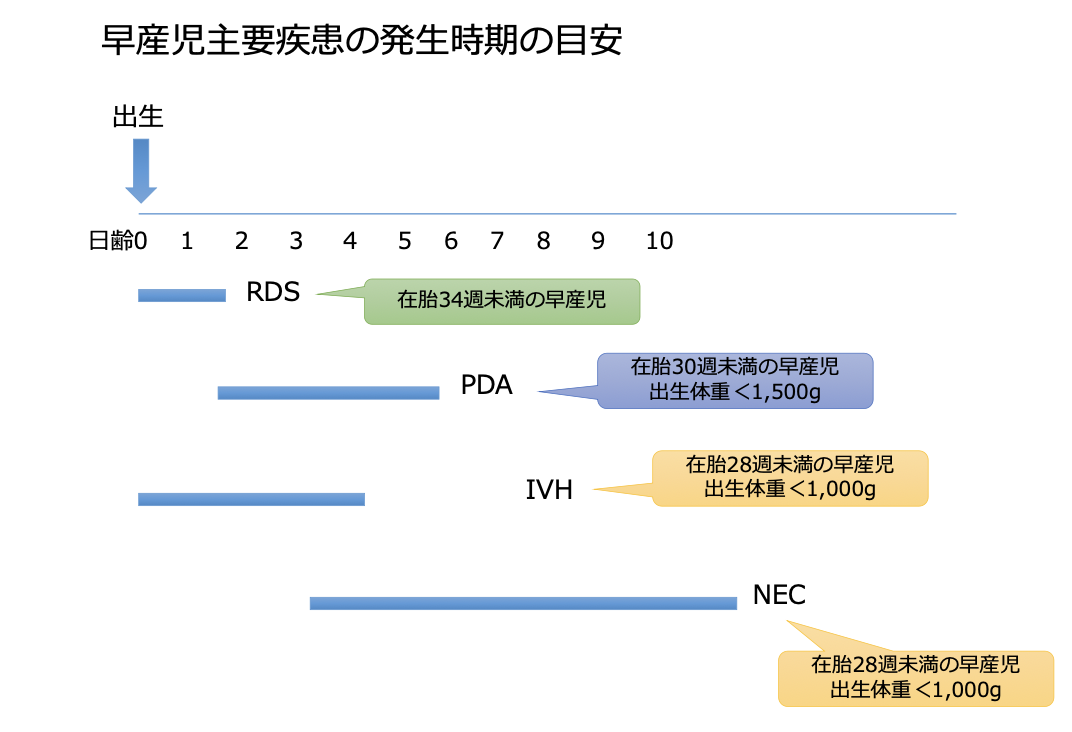 早産児主要疾患の発生時期の目安
出生
日齢0 1 2 3 4 5 6 7 8 9 10
RDS
在胎34週未満の早産児
PDA
在胎30週未満の早産児
出生体重<1,500g
IVH
在胎28週未満の早産児
出生体重<1,000g
NEC
在胎28週未満の早産児
出生体重<1,000g